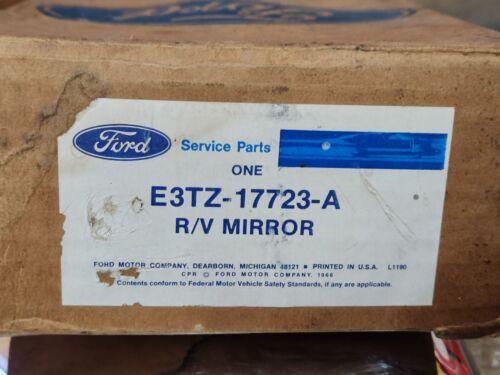 Ford
Service Parts
ONE
E3TZ-17723-A
R/V MIRROR
FORD MOTOR COMPANY, DEARBORN, MICHIGAN 48121 • PRINTED IN U.S.A. L1190
CPR © FORD MOTOR COMPANY, 1966
Contents conform to Federal Motor Vehicle Safety Standards, if any are applicable.